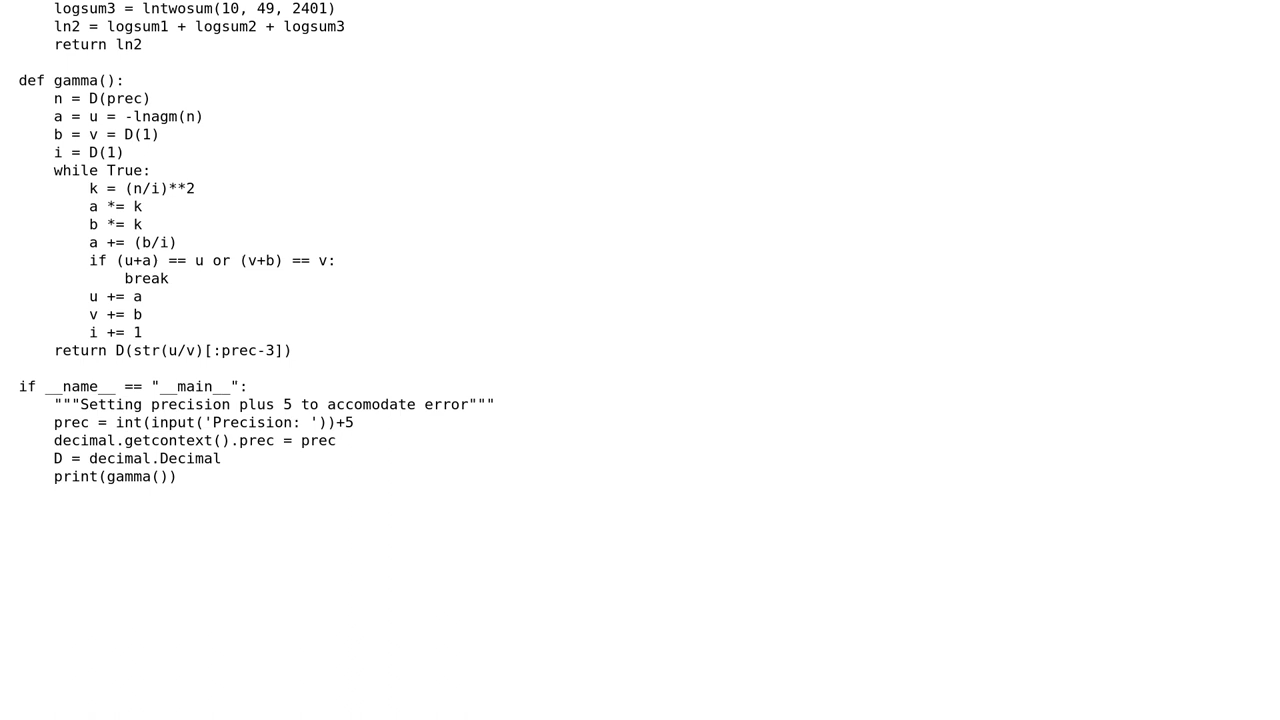 logsum3 = lntwosum(10, 49, 2401)
    ln2 = logsum1 + logsum2 + logsum3
    return ln2

def gamma():
    n = D(prec)
    a = u = -lnagm(n)
    b = v = D(1)
    i = D(1)
    while True:
        k = (n/i)**2
        a *= k
        b *= k
        a += (b/i)
        if (u+a) == u or (v+b) == v:
            break
        u += a
        v += b
        i += 1
    return D(str(u/v)[:prec-3])

if __name__ == "__main__":
    """Setting precision plus 5 to accomodate error"""
    prec = int(input('Precision: '))+5
    decimal.getcontext().prec = prec
    D = decimal.Decimal
    print(gamma())